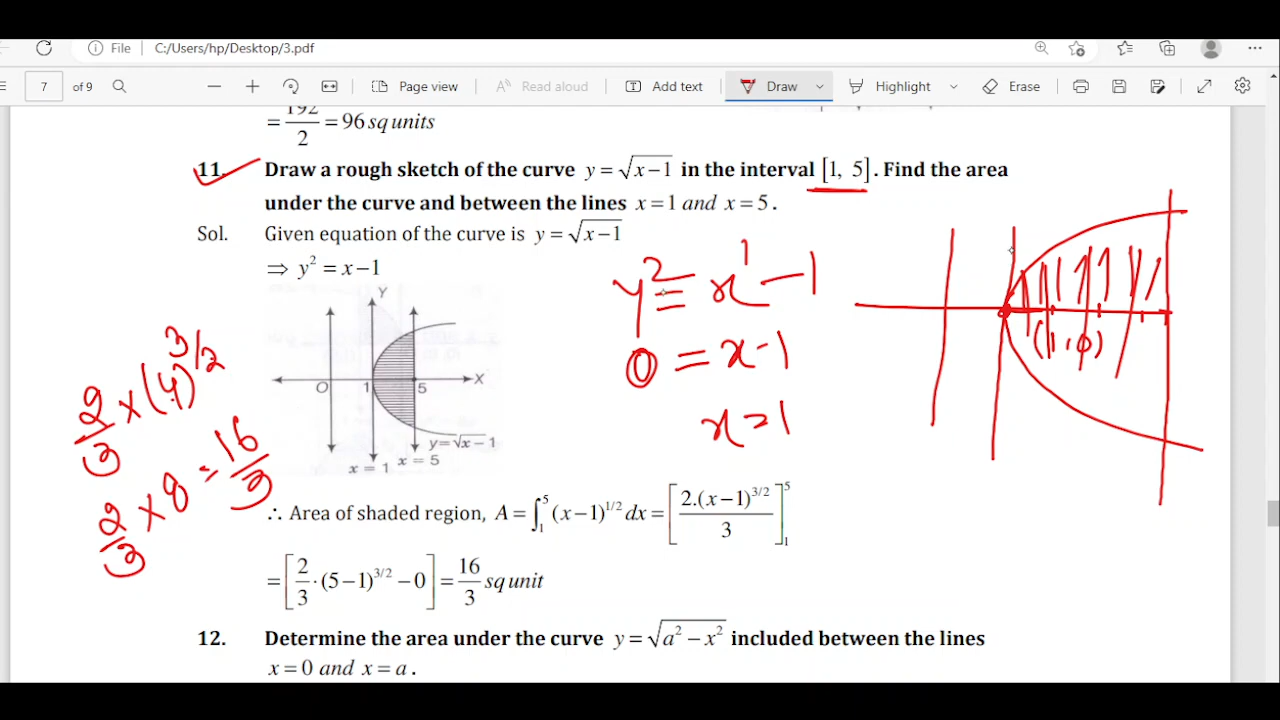 File C:/Users/hp/Desktop/3.pdf
7 of 9 Page view Read aloud Add text Draw Highlight Erase
= 192/2 = 96 sq units
11. Draw a rough sketch of the curve y = √(x−1) in the interval [1, 5]. Find the area
under the curve and between the lines x = 1 and x = 5.
Sol. Given equation of the curve is y = √(x−1)
⇒ y² = x−1
Y
O 1 5 X
y=√x−1
x = 1 x = 5
y² = x¹ − 1
0 = x - 1
x = 1
(1, 0)
2/3 × (4)^3/2
2/3 × 8 = 16/3
∴ Area of shaded region, A = ∫₁⁵ (x−1)^1/2 dx = [2.(x−1)^3/2 / 3]₁⁵
= [2/3 · (5−1)^3/2 − 0] = 16/3 sq unit
12. Determine the area under the curve y = √(a² − x²) included between the lines
x = 0 and x = a.